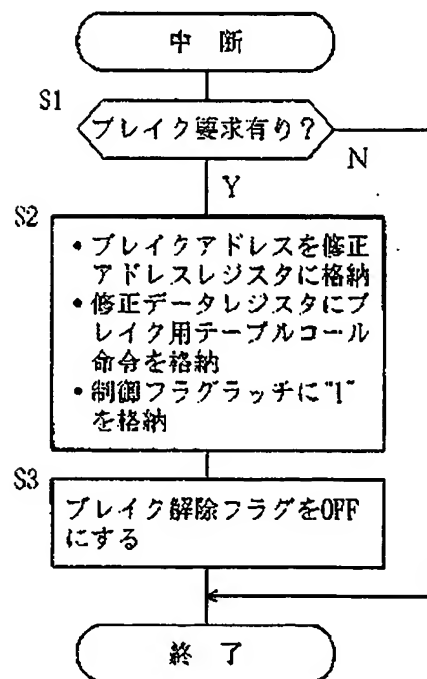 中 断
S1
ブレイク要求有り?
N
Y
S2
• ブレイクアドレスを修正
アドレスレジスタに格納
• 修正データレジスタにブ
レイク用テーブルコール
命令を格納
• 制御フラグラッチに"1"
を格納
S3
ブレイク解除フラグをOFF
にする
終 了